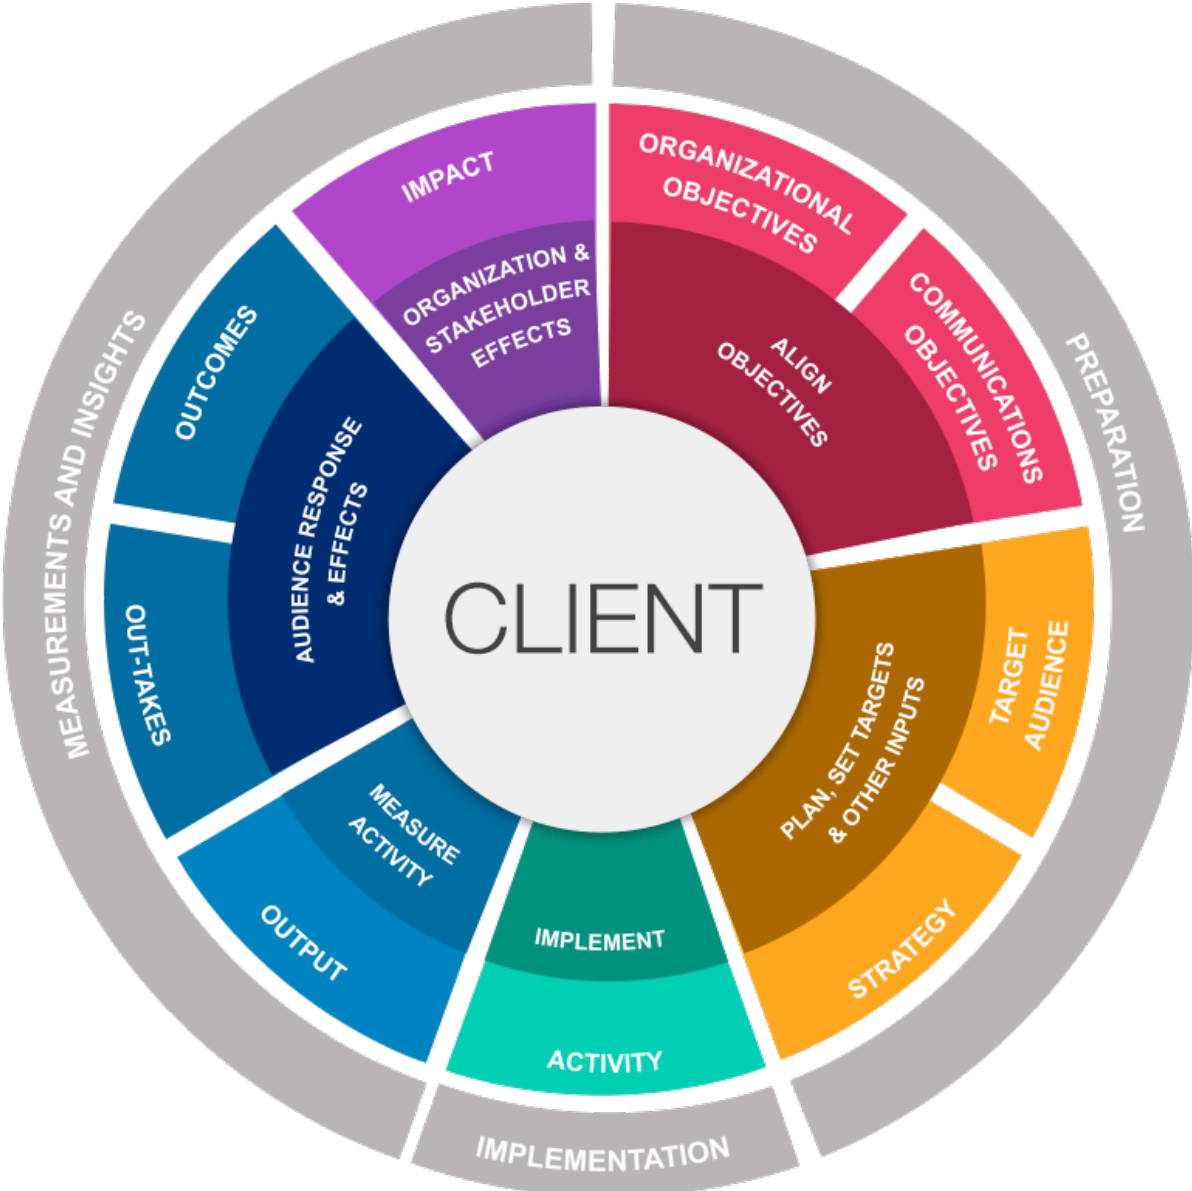 ORGANIZATIONAL
OBJECTIVES
COMMUNICATIONS
OBJECTIVES
ALIGN
OBJECTIVES
PREPARATION
TARGET
AUDIENCE
STRATEGY
PLAN, SET TARGETS
& OTHER INPUTS
IMPLEMENT
ACTIVITY
IMPLEMENTATION
MEASURE
ACTIVITY
OUTPUT
OUT-TAKES
OUTCOMES
AUDIENCE RESPONSE
& EFFECTS
MEASUREMENTS AND INSIGHTS
IMPACT
ORGANIZATION &
STAKEHOLDER
EFFECTS
CLIENT